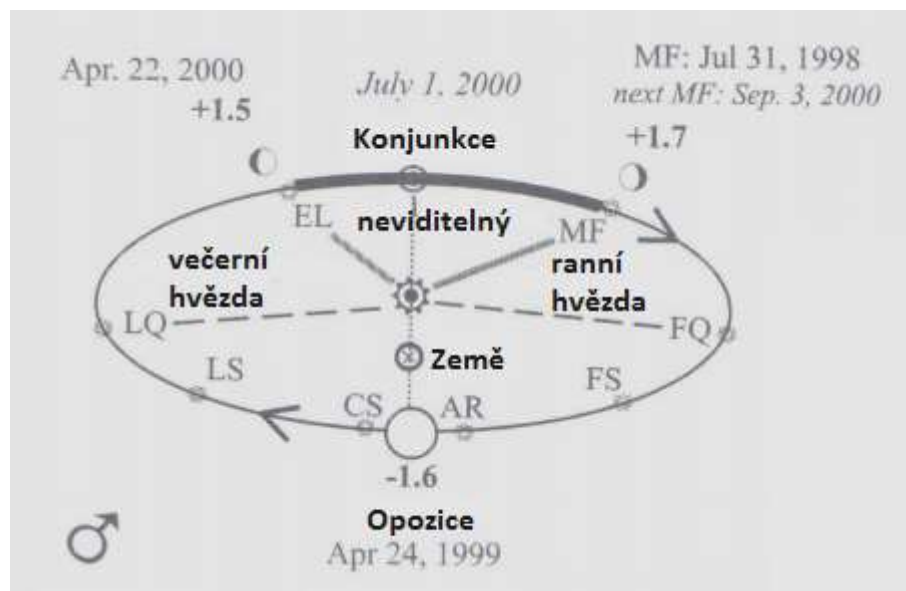 Apr. 22, 2000
+1.5
July 1, 2000
MF: Jul 31, 1998
next MF: Sep. 3, 2000
+1.7
Konjunkce
EL
neviditelný
MF
večerní
hvězda
ranní
hvězda
LQ
FQ
Země
LS
FS
CS
AR
-1.6
Opozice
Apr 24, 1999